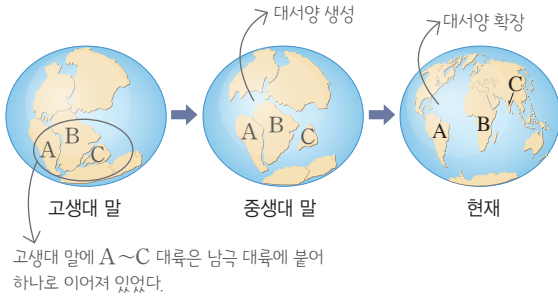 대서양 생성
대서양 확장
A
B
C
A
B
C
A
B
C
고생대 말
중생대 말
현재
고생대 말에 A~C 대륙은 남극 대륙에 붙어
하나로 이어져 있었다.